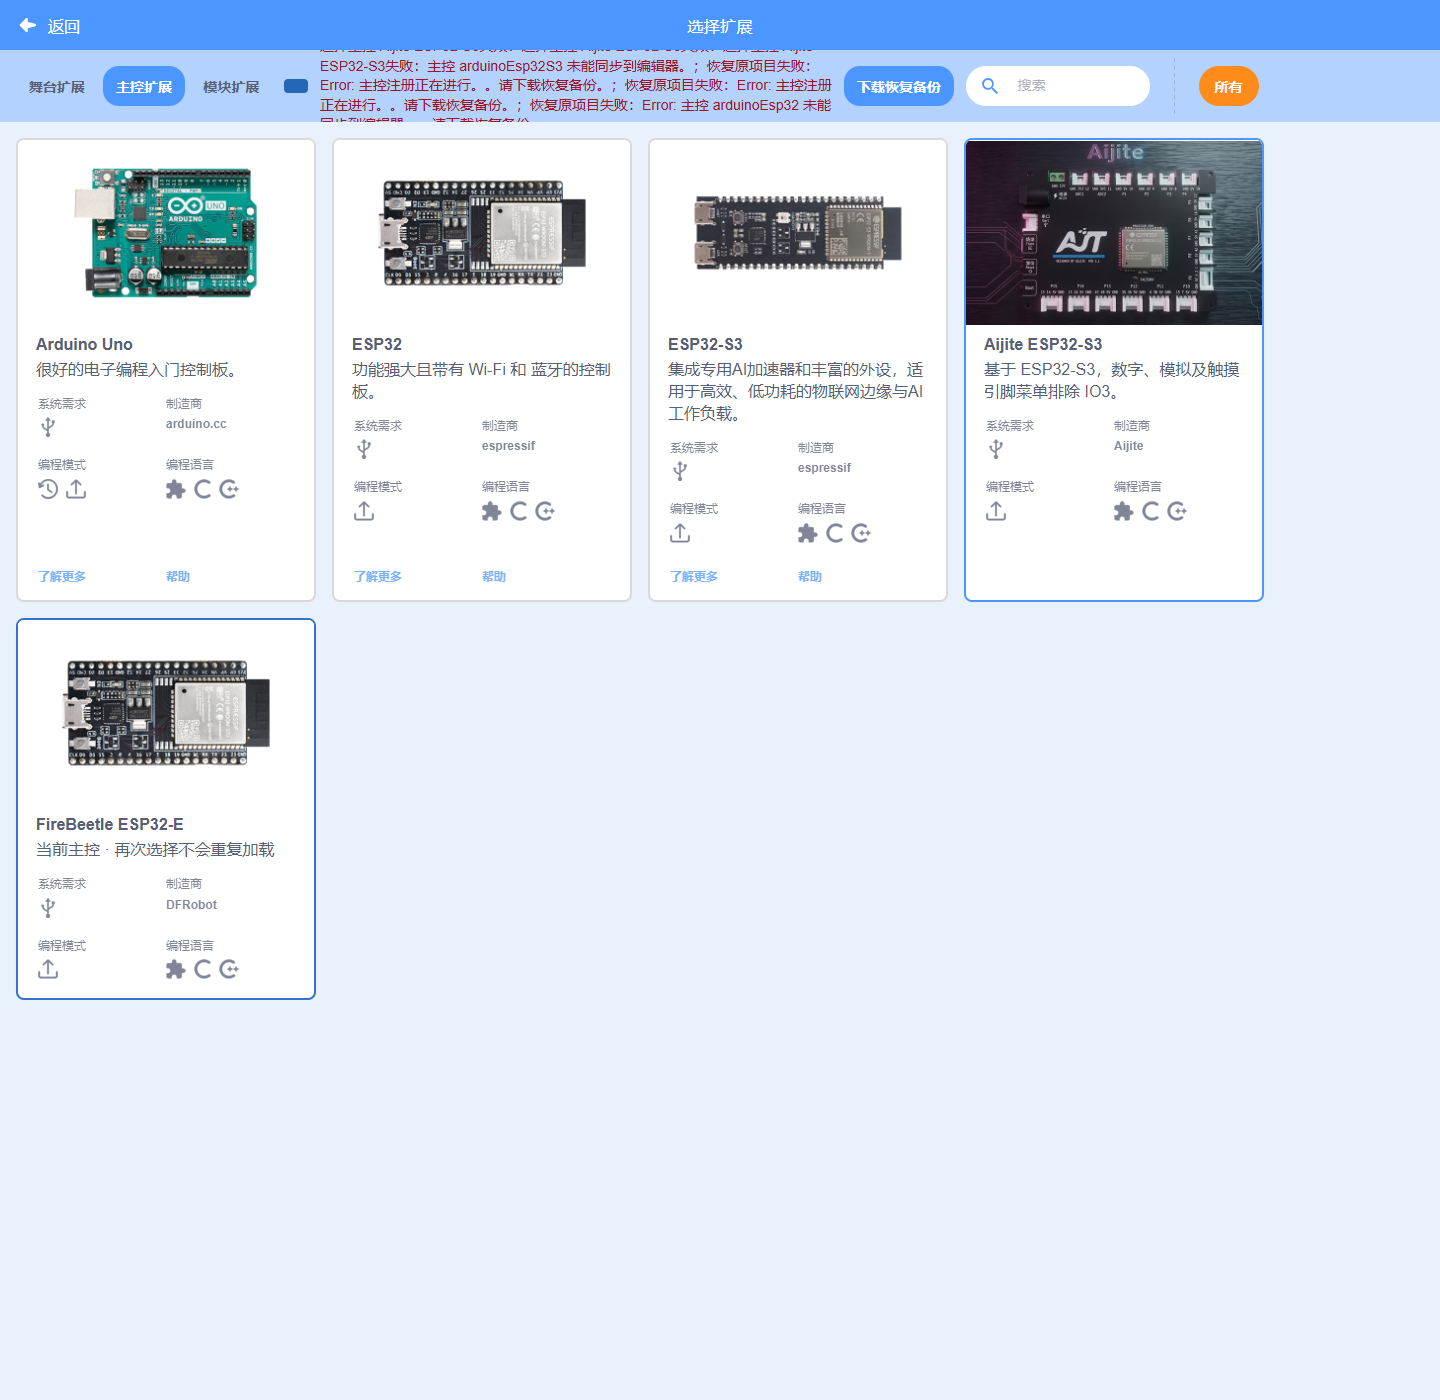 返回
选择扩展
舞台扩展
主控扩展
模块扩展
ESP32-S3失败：主控 arduinoEsp32S3 未能同步到编辑器。；恢复原项目失败：
Error: 主控注册正在进行。。请下载恢复备份。；恢复原项目失败：Error: 主控注册
正在进行。。请下载恢复备份。；恢复原项目失败：Error: 主控 arduinoEsp32 未能
下载恢复备份
搜索
所有
Arduino Uno
很好的电子编程入门控制板。
系统需求
制造商
arduino.cc
编程模式
编程语言
了解更多
帮助
ESP32
功能强大且带有 Wi-Fi 和 蓝牙的控制
板。
系统需求
制造商
espressif
编程模式
编程语言
了解更多
帮助
ESP32-S3
集成专用AI加速器和丰富的外设，适
用于高效、低功耗的物联网边缘与AI
工作负载。
系统需求
制造商
espressif
编程模式
编程语言
了解更多
帮助
Aijite
AJT
Aijite ESP32-S3
基于 ESP32-S3，数字、模拟及触摸
引脚菜单排除 IO3。
系统需求
制造商
Aijite
编程模式
编程语言
FireBeetle ESP32-E
当前主控 · 再次选择不会重复加载
系统需求
制造商
DFRobot
编程模式
编程语言